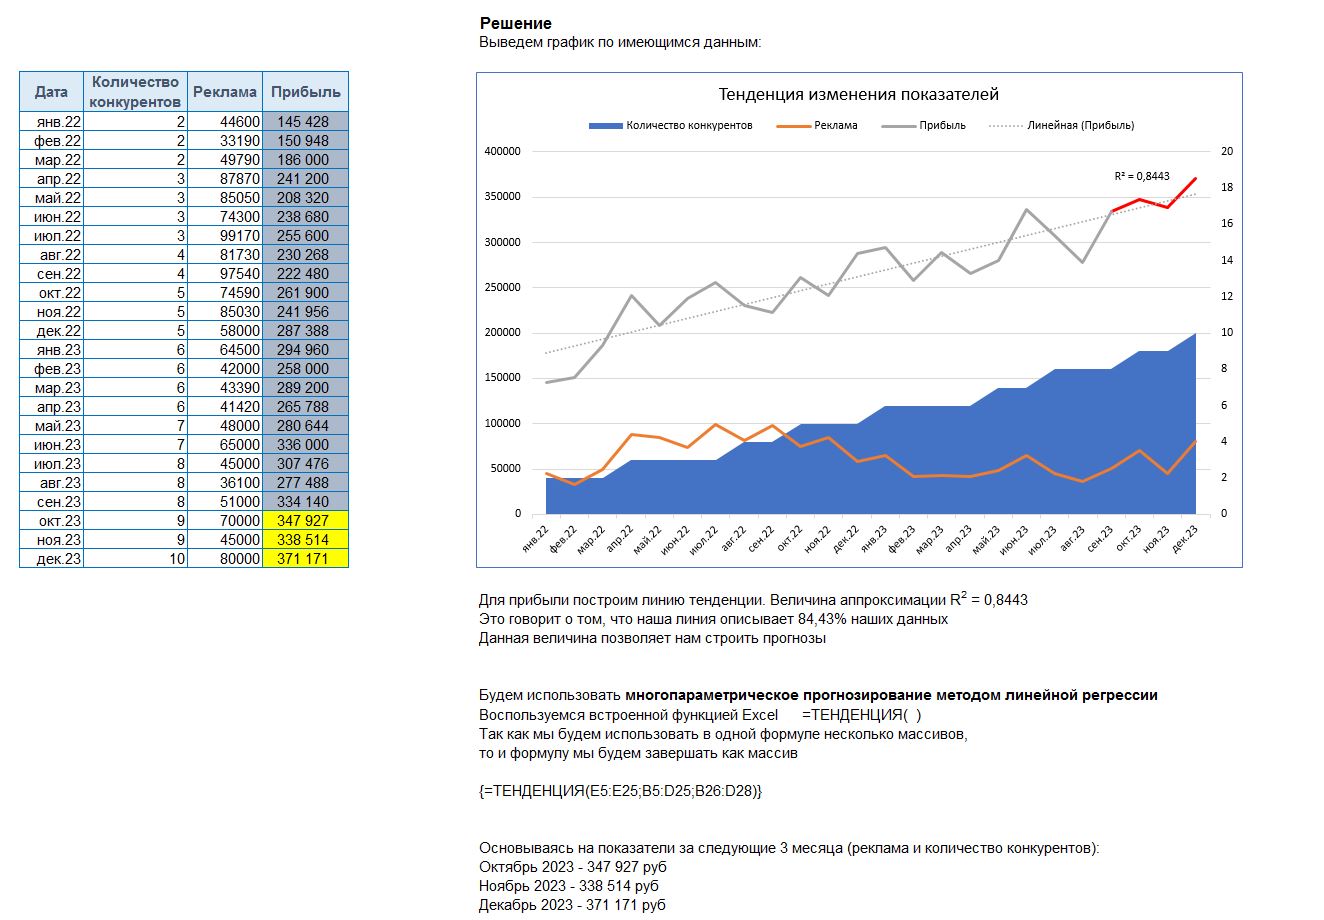 Решение
Выведем график по имеющимся данным:
Дата Количество конкурентов Реклама Прибыль
янв.22 2 44600 145 428
фев.22 2 33190 150 948
мар.22 2 49790 186 000
апр.22 3 87870 241 200
май.22 3 85050 208 320
июн.22 3 74300 238 680
июл.22 3 99170 255 600
авг.22 4 81730 230 268
сен.22 4 97540 222 480
окт.22 5 74590 261 900
ноя.22 5 85030 241 956
дек.22 5 58000 287 388
янв.23 6 64500 294 960
фев.23 6 42000 258 000
мар.23 6 43390 289 200
апр.23 6 41420 265 788
май.23 7 48000 280 644
июн.23 7 65000 336 000
июл.23 8 45000 307 476
авг.23 8 36100 277 488
сен.23 8 51000 334 140
окт.23 9 70000 347 927
ноя.23 9 45000 338 514
дек.23 10 80000 371 171
Тенденция изменения показателей
Количество конкурентов Реклама Прибыль Линейная (Прибыль)
400000 20
R² = 0,8443
350000 18
16
300000 14
250000 12
200000 10
150000 8
6
100000 4
50000 2
0 0
янв.22 фев.22 мар.22 апр.22 май.22 июн.22 июл.22 авг.22 сен.22 окт.22 ноя.22 дек.22 янв.23 фев.23 мар.23 апр.23 май.23 июн.23 июл.23 авг.23 сен.23 окт.23 ноя.23 дек.23
Для прибыли построим линию тенденции. Величина аппроксимации R² = 0,8443
Это говорит о том, что наша линия описывает 84,43% наших данных
Данная величина позволяет нам строить прогнозы
Будем использовать многопараметрическое прогнозирование методом линейной регрессии
Воспользуемся встроенной функцией Excel =ТЕНДЕНЦИЯ( )
Так как мы будем использовать в одной формуле несколько массивов,
то и формулу мы будем завершать как массив
{=ТЕНДЕНЦИЯ(E5:E25;B5:D25;B26:D28)}
Основываясь на показатели за следующие 3 месяца (реклама и количество конкурентов):
Октябрь 2023 - 347 927 руб
Ноябрь 2023 - 338 514 руб
Декабрь 2023 - 371 171 руб